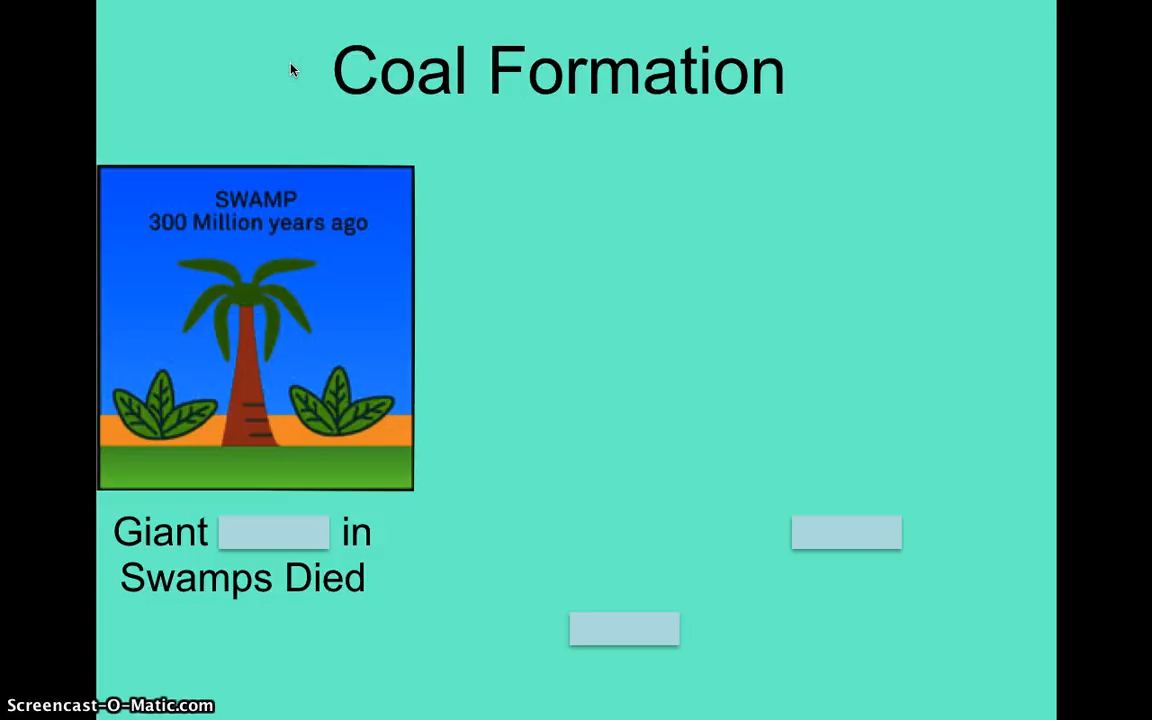 Coal Formation
SWAMP
300 Million years ago
Giant in
Swamps Died
Screencast-O-Matic.com